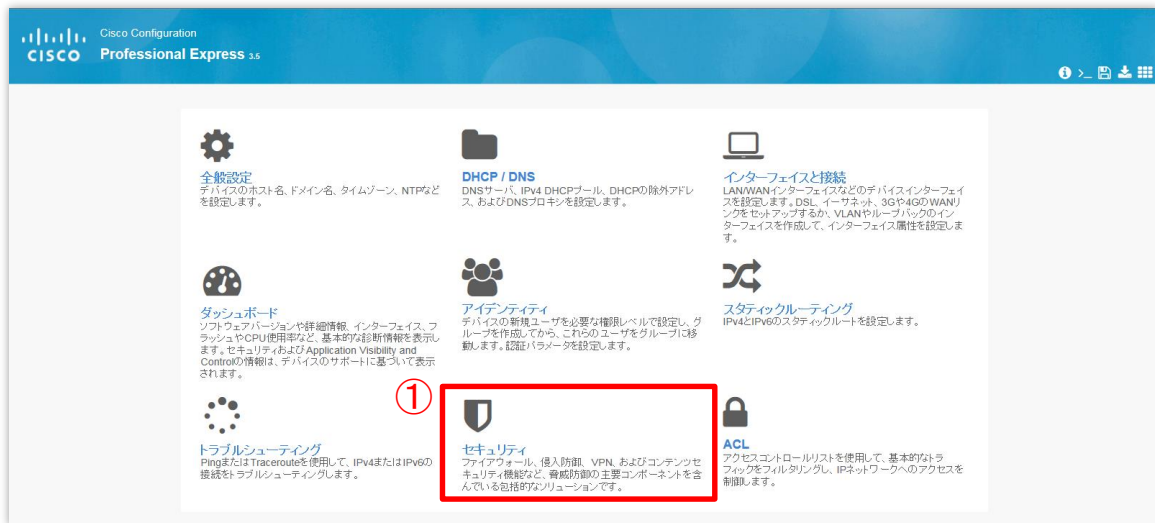 Cisco Configuration
CISCO Professional Express 3.5
全般設定
デバイスのホスト名、ドメイン名、タイムゾーン、NTPなど
を設定します。
DHCP / DNS
DNSサーバ、IPv4 DHCPプール、DHCPの除外アドレ
ス、およびDNSプロキシを設定します。
インターフェイスと接続
LAN/WANインターフェイスなどのデバイスインターフェイ
スを設定します。DSL、イーサネット、3Gや4GのWANリ
ンクをセットアップするか、VLANやループバックのイン
ターフェイスを作成して、インターフェイス属性を設定しま
す。
ダッシュボード
ソフトウェアバージョンや詳細情報、インターフェイス、フ
ラッシュやCPU使用率など、基本的な診断情報を表示し
ます。セキュリティおよびApplication Visibility and
Controlの情報は、デバイスのサポートに基づいて表示
されます。
アイデンティティ
デバイスの新規ユーザを必要な権限レベルで設定し、グ
ループを作成してから、これらのユーザをグループに移
動します。認証パラメータを設定します。
スタティックルーティング
IPv4とIPv6のスタティックルートを設定します。
①
トラブルシューティング
PingまたはTracerouteを使用して、IPv4またはIPv6の
接続をトラブルシューティングします。
セキュリティ
ファイアウォール、侵入防御、VPN、およびコンテンツセ
キュリティ機能など、脅威防御の主要コンポーネントを含
んでいる包括的なソリューションです。
ACL
アクセスコントロールリストを使用して、基本的なトラ
フィックをフィルタリングし、IPネットワークへのアクセスを
制御します。